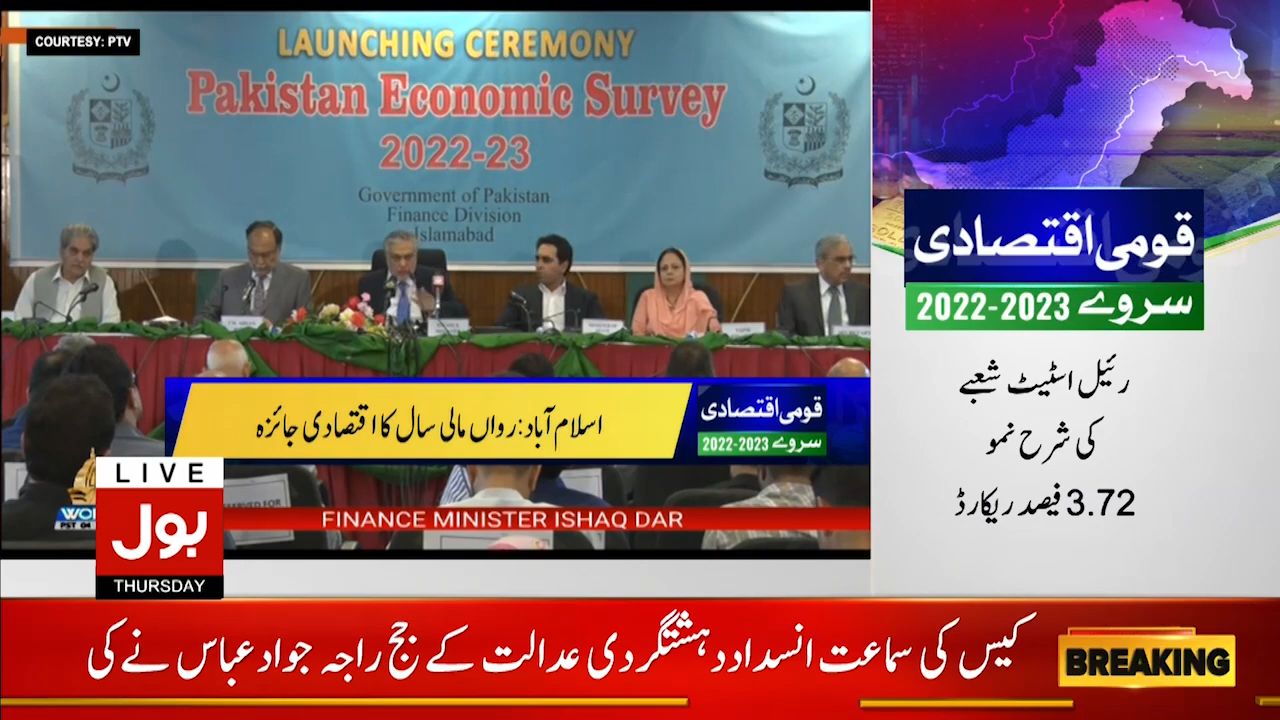 COURTESY: PTV
LAUNCHING CEREMONY
Pakistan Economic Survey
2022-23
Government of Pakistan
Finance Division
Islamabad
قومی اقتصادی
سروے 2022-2023
رئیل اسٹیٹ شعبے
کی شرح نمو
3.72 فیصد ریکارڈ
اسلام آباد: رواں مالی سال کا اقتصادی جائزہ
قومی اقتصادی
سروے 2022-2023
LIVE
بول
THURSDAY
FINANCE MINISTER ISHAQ DAR
BREAKING
کیس کی سماعت انسداد دہشتگردی عدالت کے جج راجہ جواد عباس نے کی